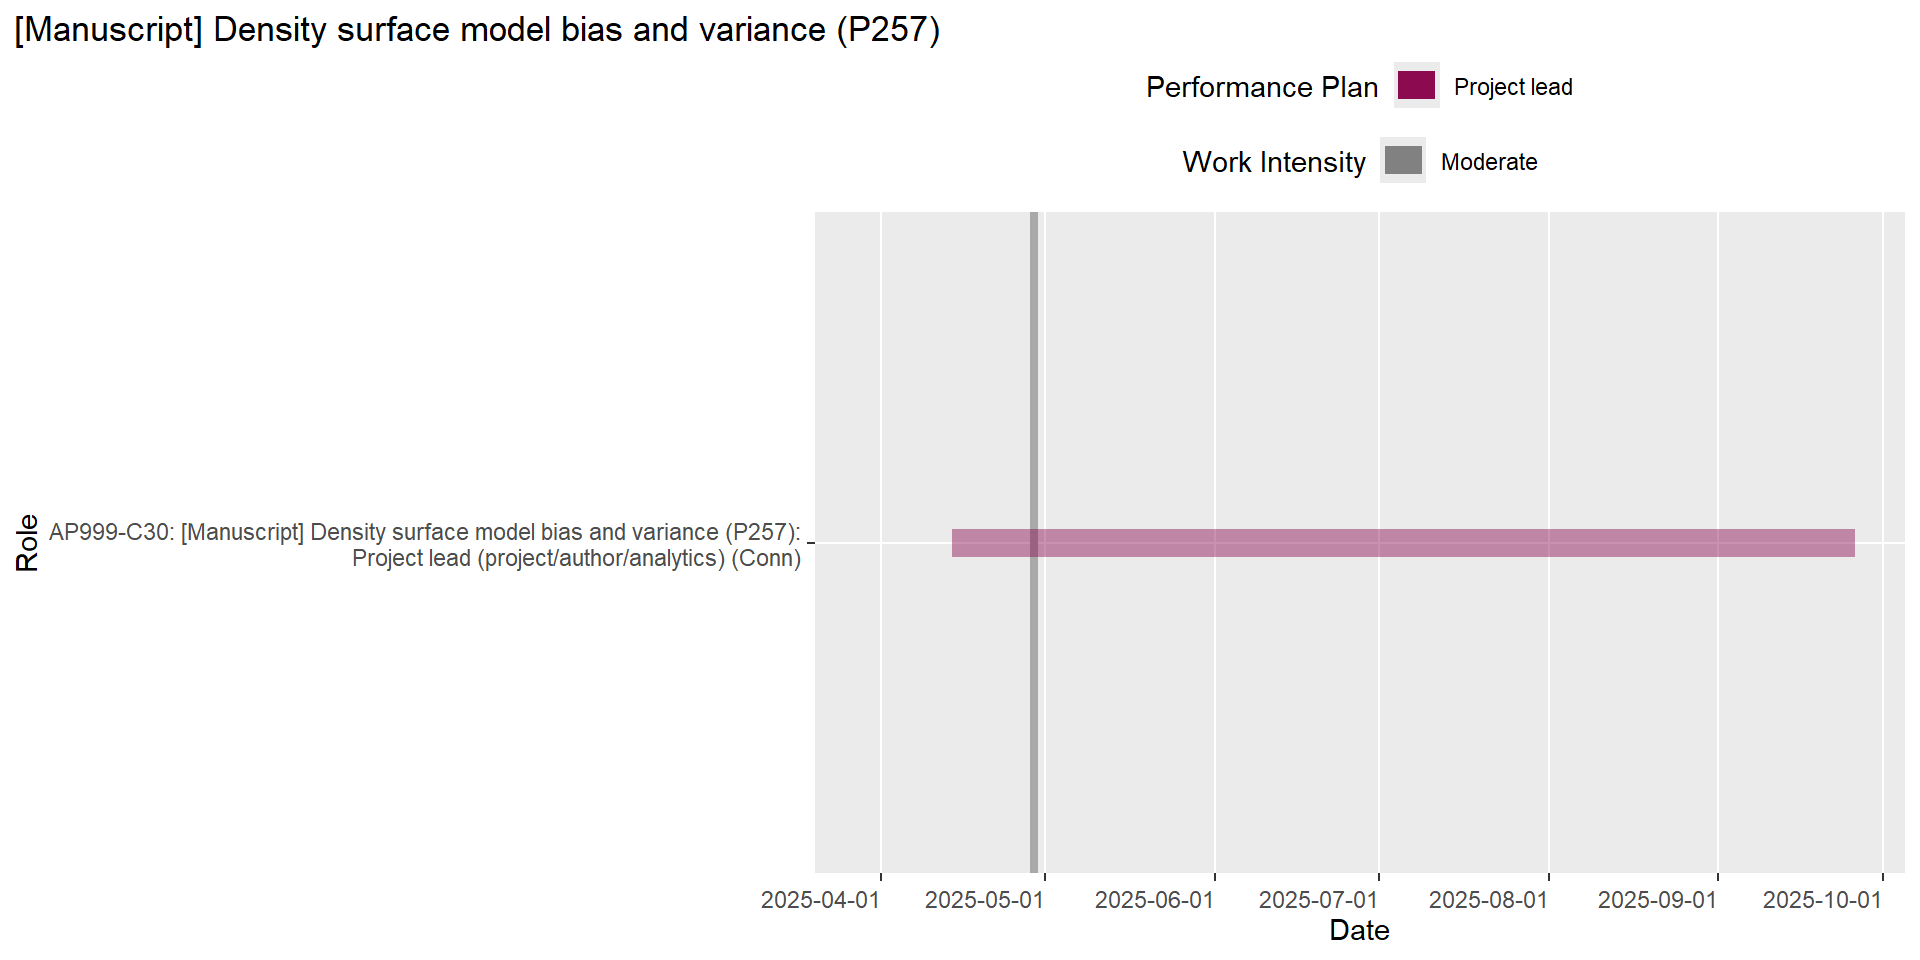 [Manuscript] Density surface model bias and variance (P257)
Performance Plan
Project lead
Work Intensity
Moderate
Role
AP999-C30: [Manuscript] Density surface model bias and variance (P257):
Project lead (project/author/analytics) (Conn)
2025-04-01
2025-05-01
2025-06-01
2025-07-01
2025-08-01
2025-09-01
2025-10-01
Date